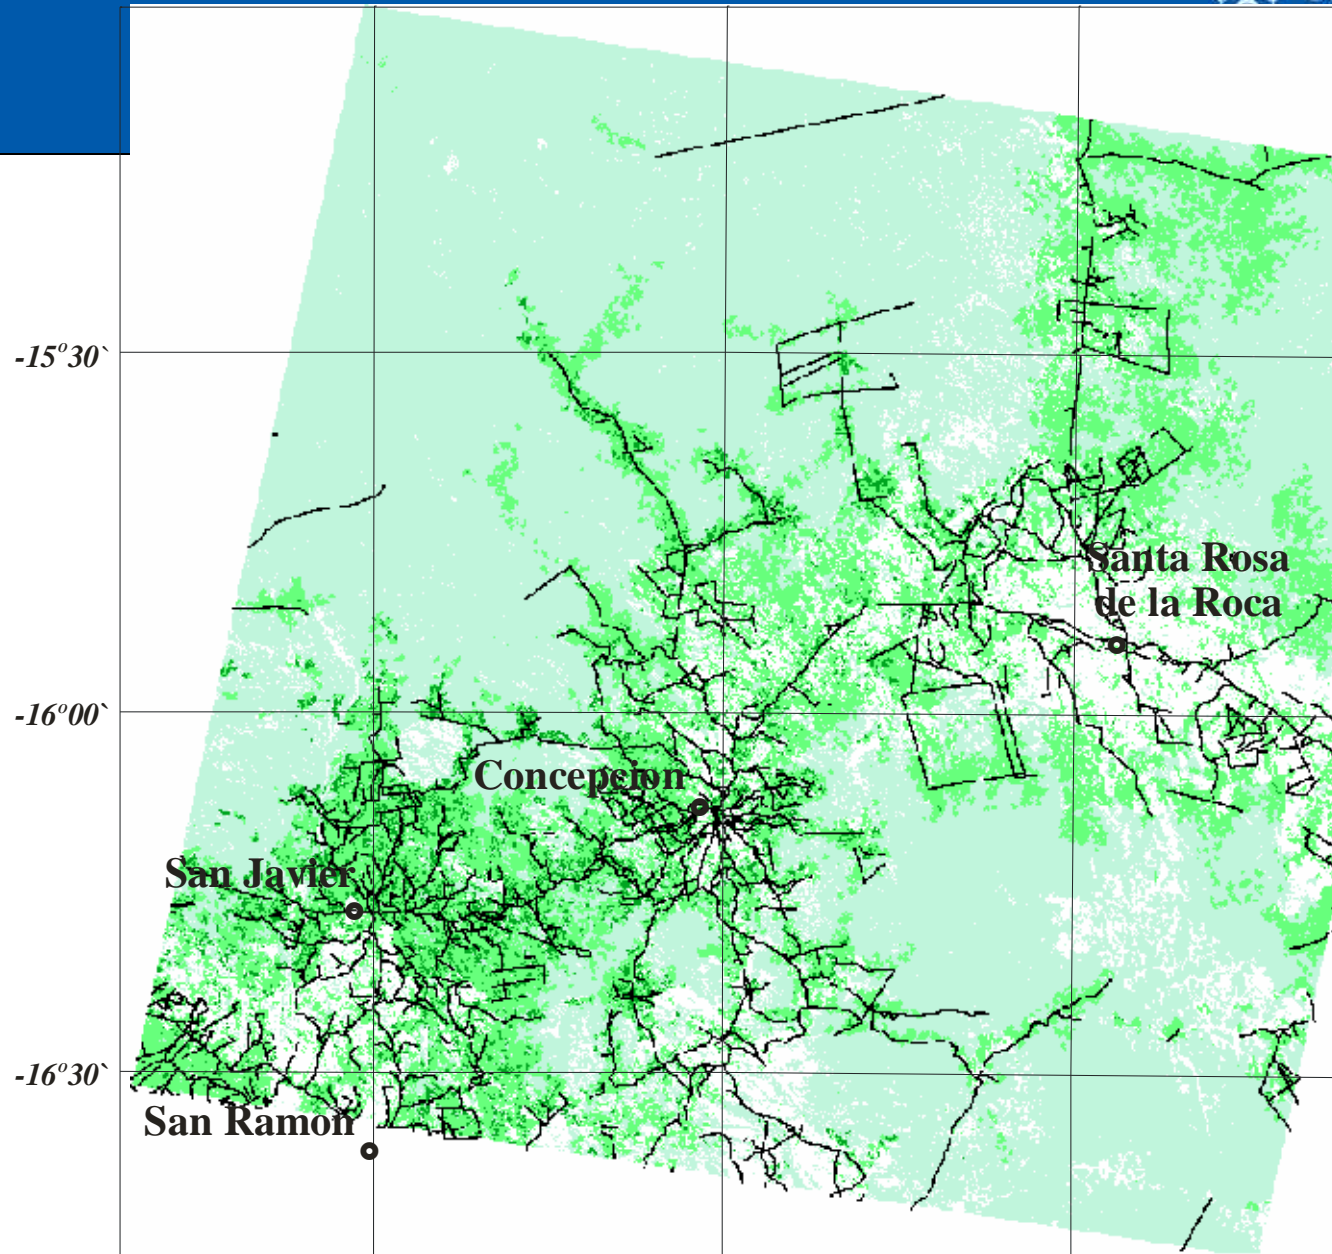 -15°30`
Santa Rosa
de la Roca
-16°00`
Concepcion
San Javier
-16°30`
San Ramon